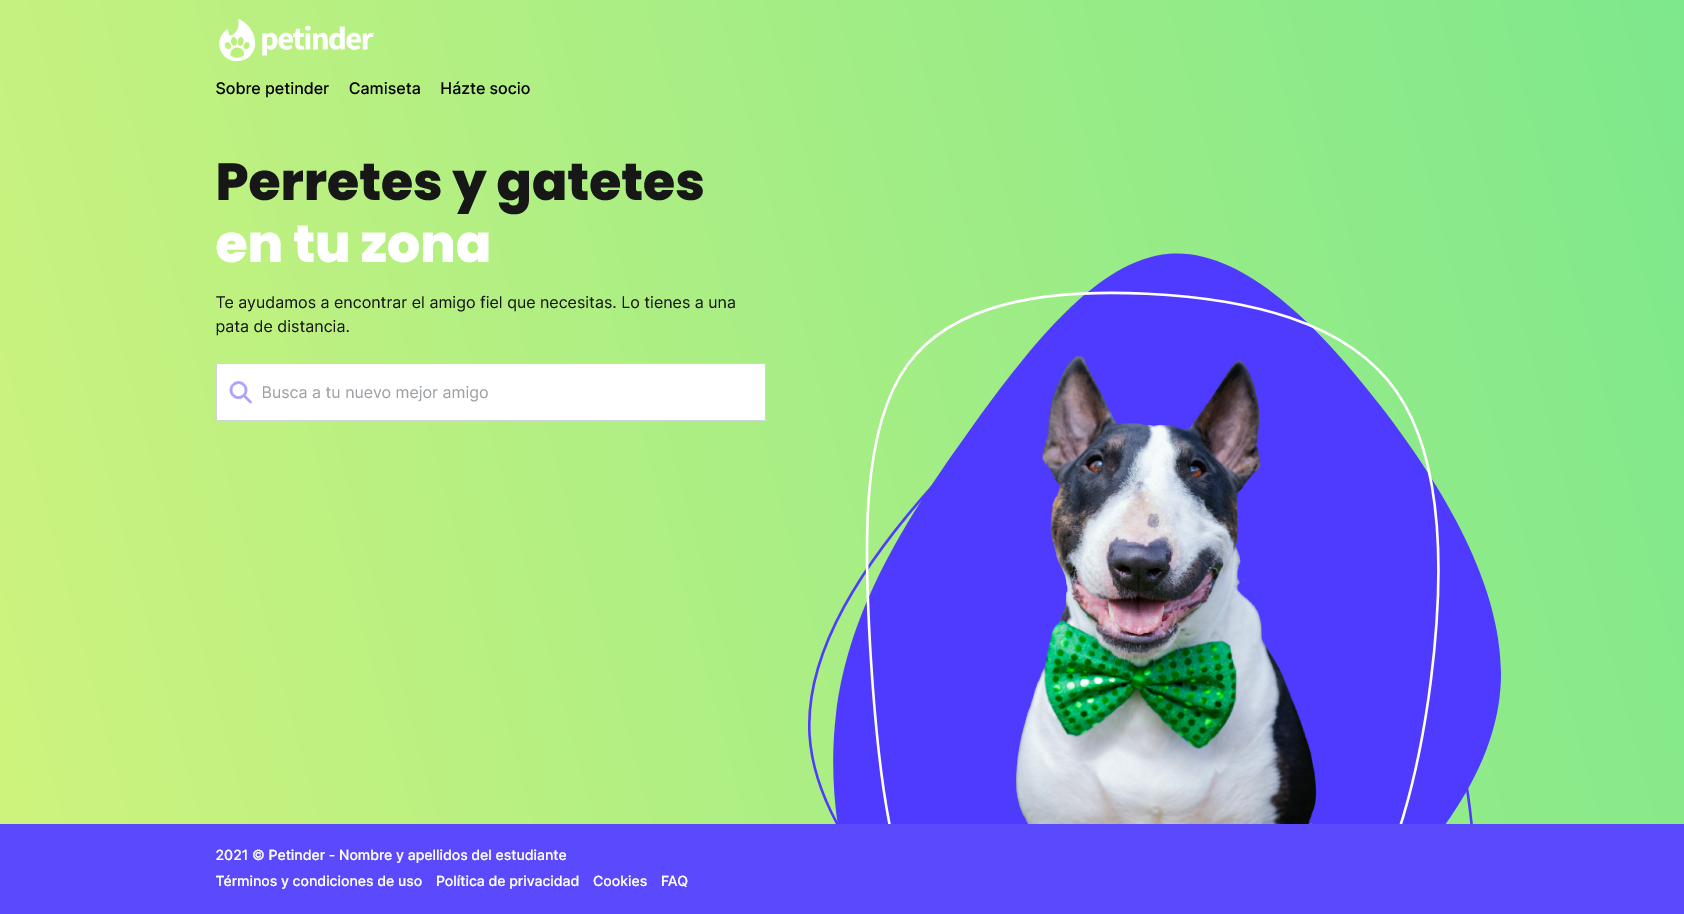 petinder
Sobre petinder Camiseta Házte socio
Perretes y gatetes
en tu zona
Te ayudamos a encontrar el amigo fiel que necesitas. Lo tienes a una
pata de distancia.
Busca a tu nuevo mejor amigo
2021 © Petinder - Nombre y apellidos del estudiante
Términos y condiciones de uso Política de privacidad Cookies FAQ